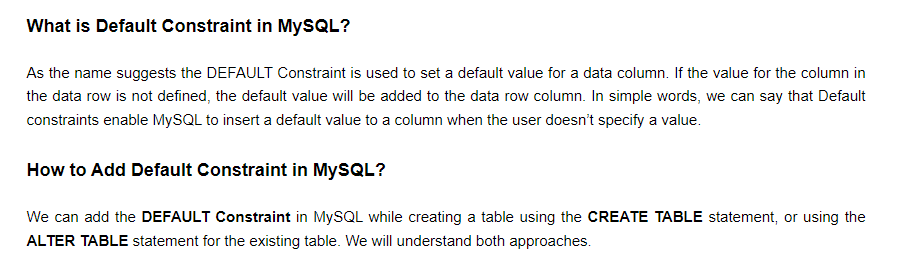 What is Default Constraint in MySQL?
As the name suggests the DEFAULT Constraint is used to set a default value for a data column. If the value for the column in
the data row is not defined, the default value will be added to the data row column. In simple words, we can say that Default
constraints enable MySQL to insert a default value to a column when the user doesn’t specify a value.
How to Add Default Constraint in MySQL?
We can add the DEFAULT Constraint in MySQL while creating a table using the CREATE TABLE statement, or using the
ALTER TABLE statement for the existing table. We will understand both approaches.